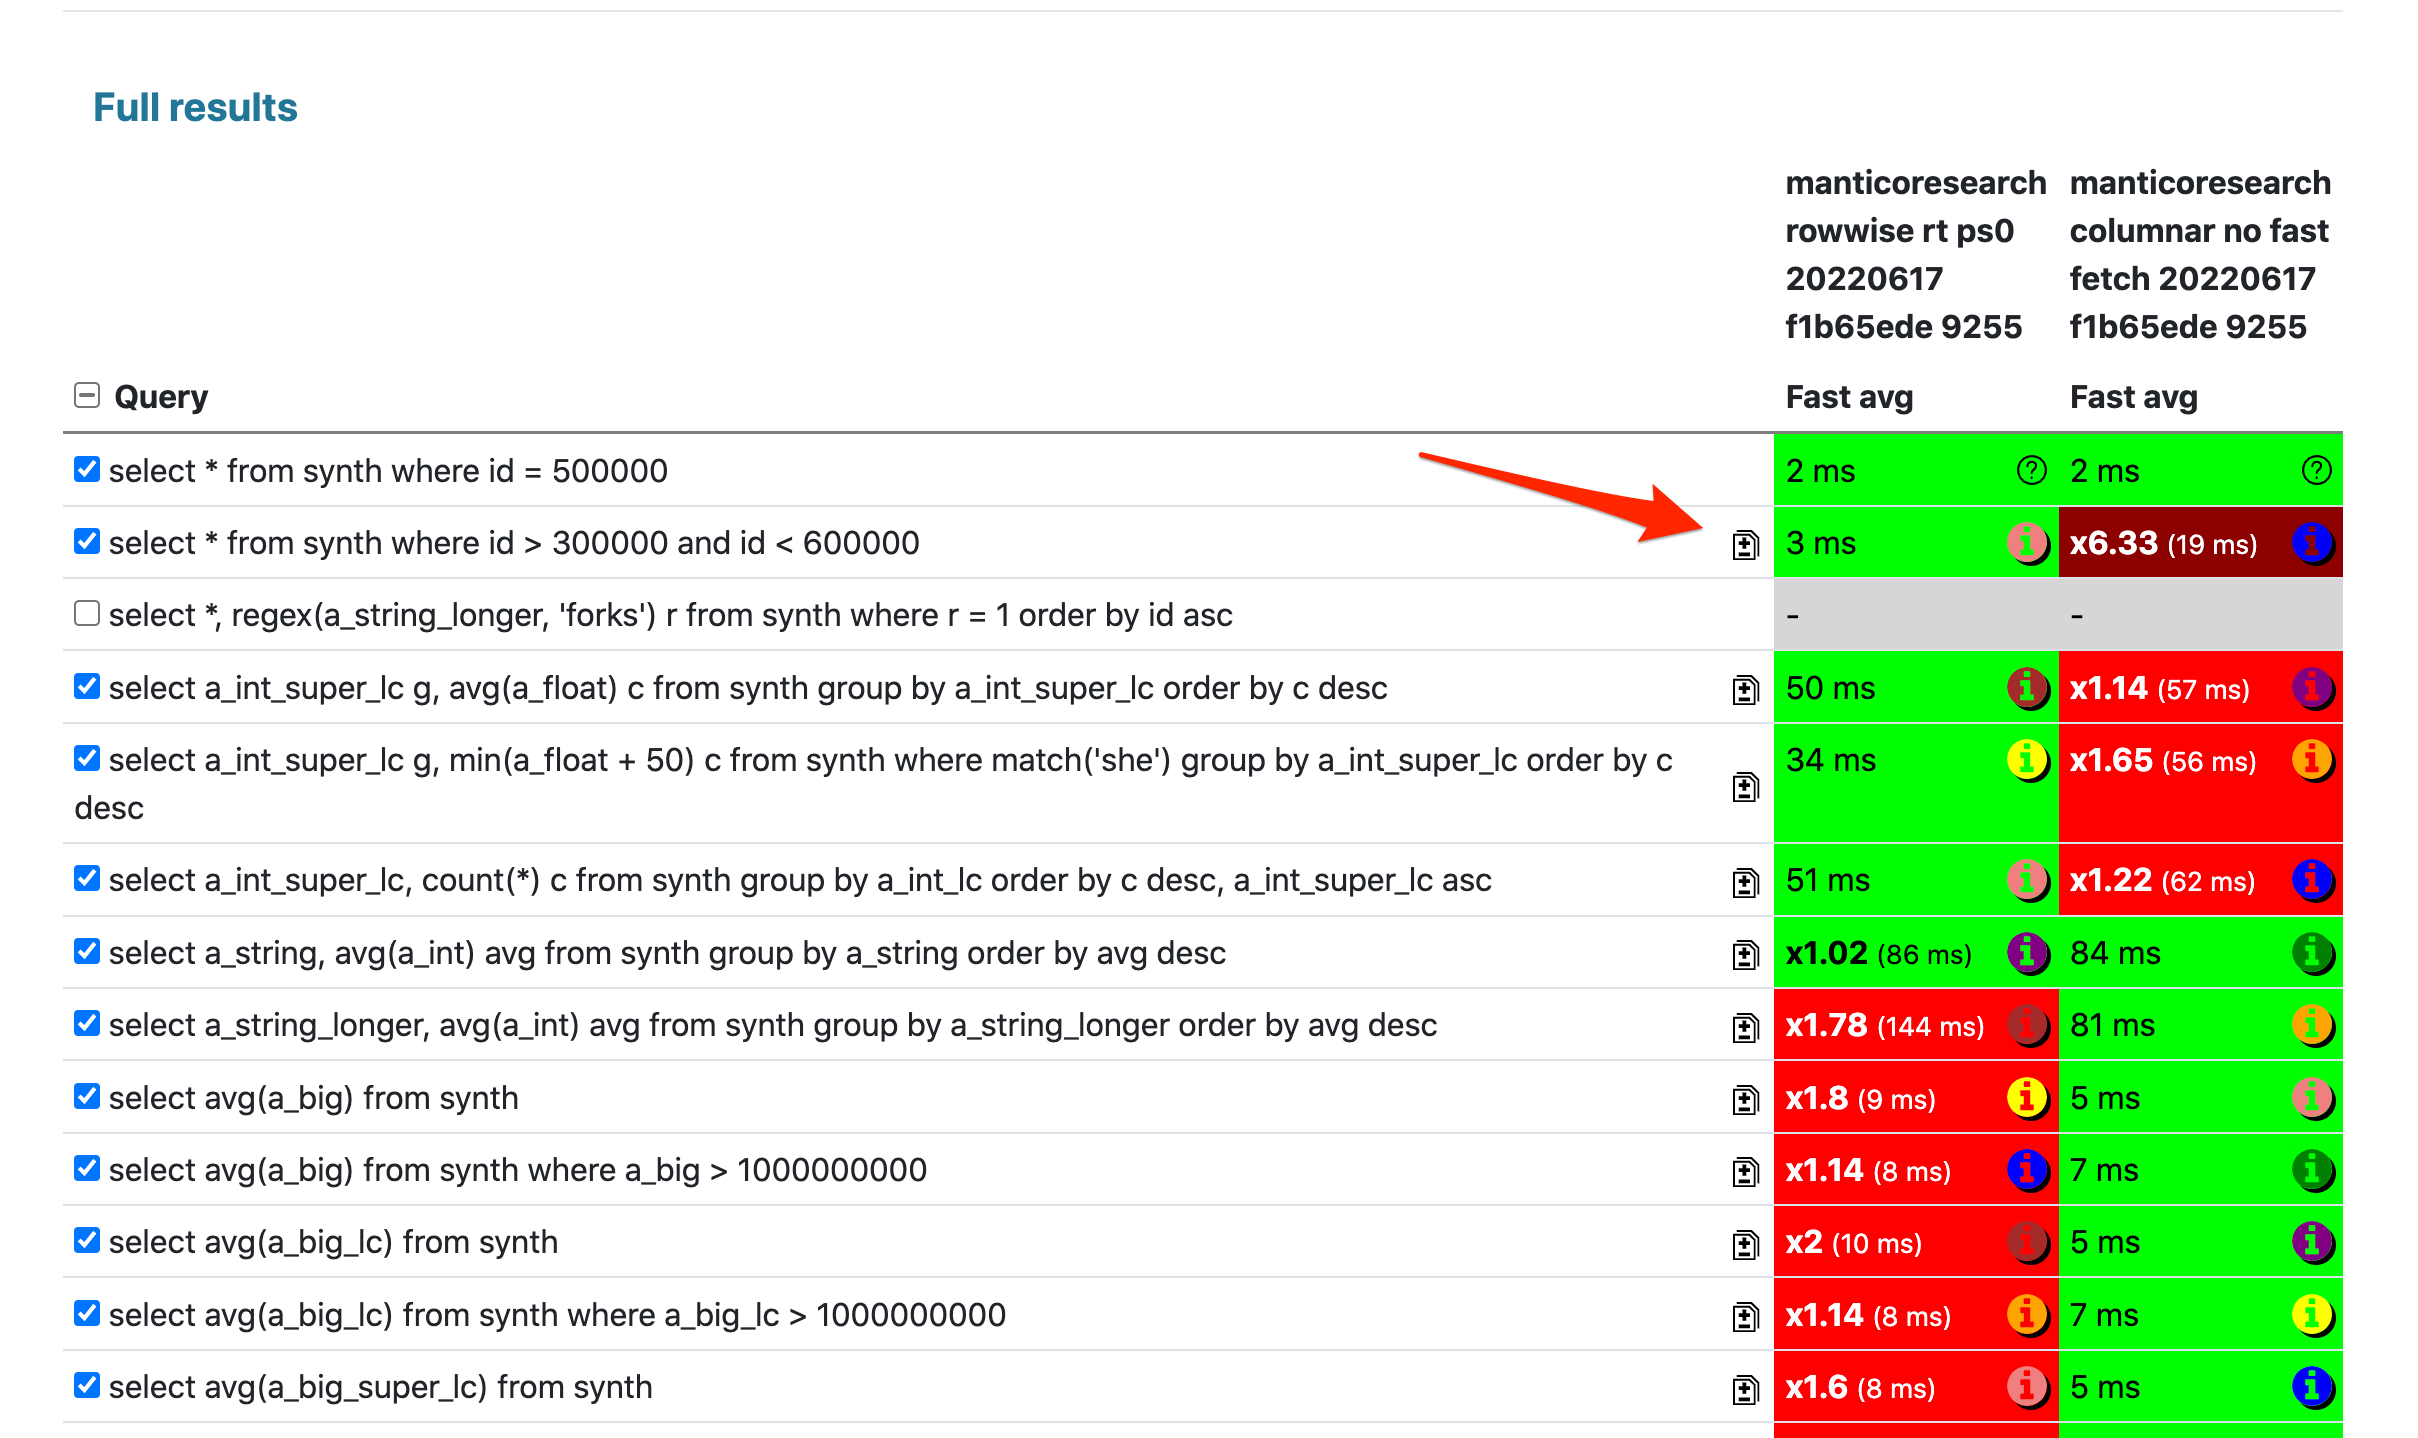 Full results
manticoresearch rowwise rt ps0 20220617 f1b65ede 9255
manticoresearch columnar no fast fetch 20220617 f1b65ede 9255
Query Fast avg Fast avg
select * from synth where id = 500000 2 ms 2 ms
select * from synth where id > 300000 and id < 600000 3 ms x6.33 (19 ms)
select *, regex(a_string_longer, 'forks') r from synth where r = 1 order by id asc - -
select a_int_super_lc g, avg(a_float) c from synth group by a_int_super_lc order by c desc 50 ms x1.14 (57 ms)
select a_int_super_lc g, min(a_float + 50) c from synth where match('she') group by a_int_super_lc order by c
desc 34 ms x1.65 (56 ms)
select a_int_super_lc, count(*) c from synth group by a_int_lc order by c desc, a_int_super_lc asc 51 ms x1.22 (62 ms)
select a_string, avg(a_int) avg from synth group by a_string order by avg desc x1.02 (86 ms) 84 ms
select a_string_longer, avg(a_int) avg from synth group by a_string_longer order by avg desc x1.78 (144 ms) 81 ms
select avg(a_big) from synth x1.8 (9 ms) 5 ms
select avg(a_big) from synth where a_big > 1000000000 x1.14 (8 ms) 7 ms
select avg(a_big_lc) from synth x2 (10 ms) 5 ms
select avg(a_big_lc) from synth where a_big_lc > 1000000000 x1.14 (8 ms) 7 ms
select avg(a_big_super_lc) from synth x1.6 (8 ms) 5 ms